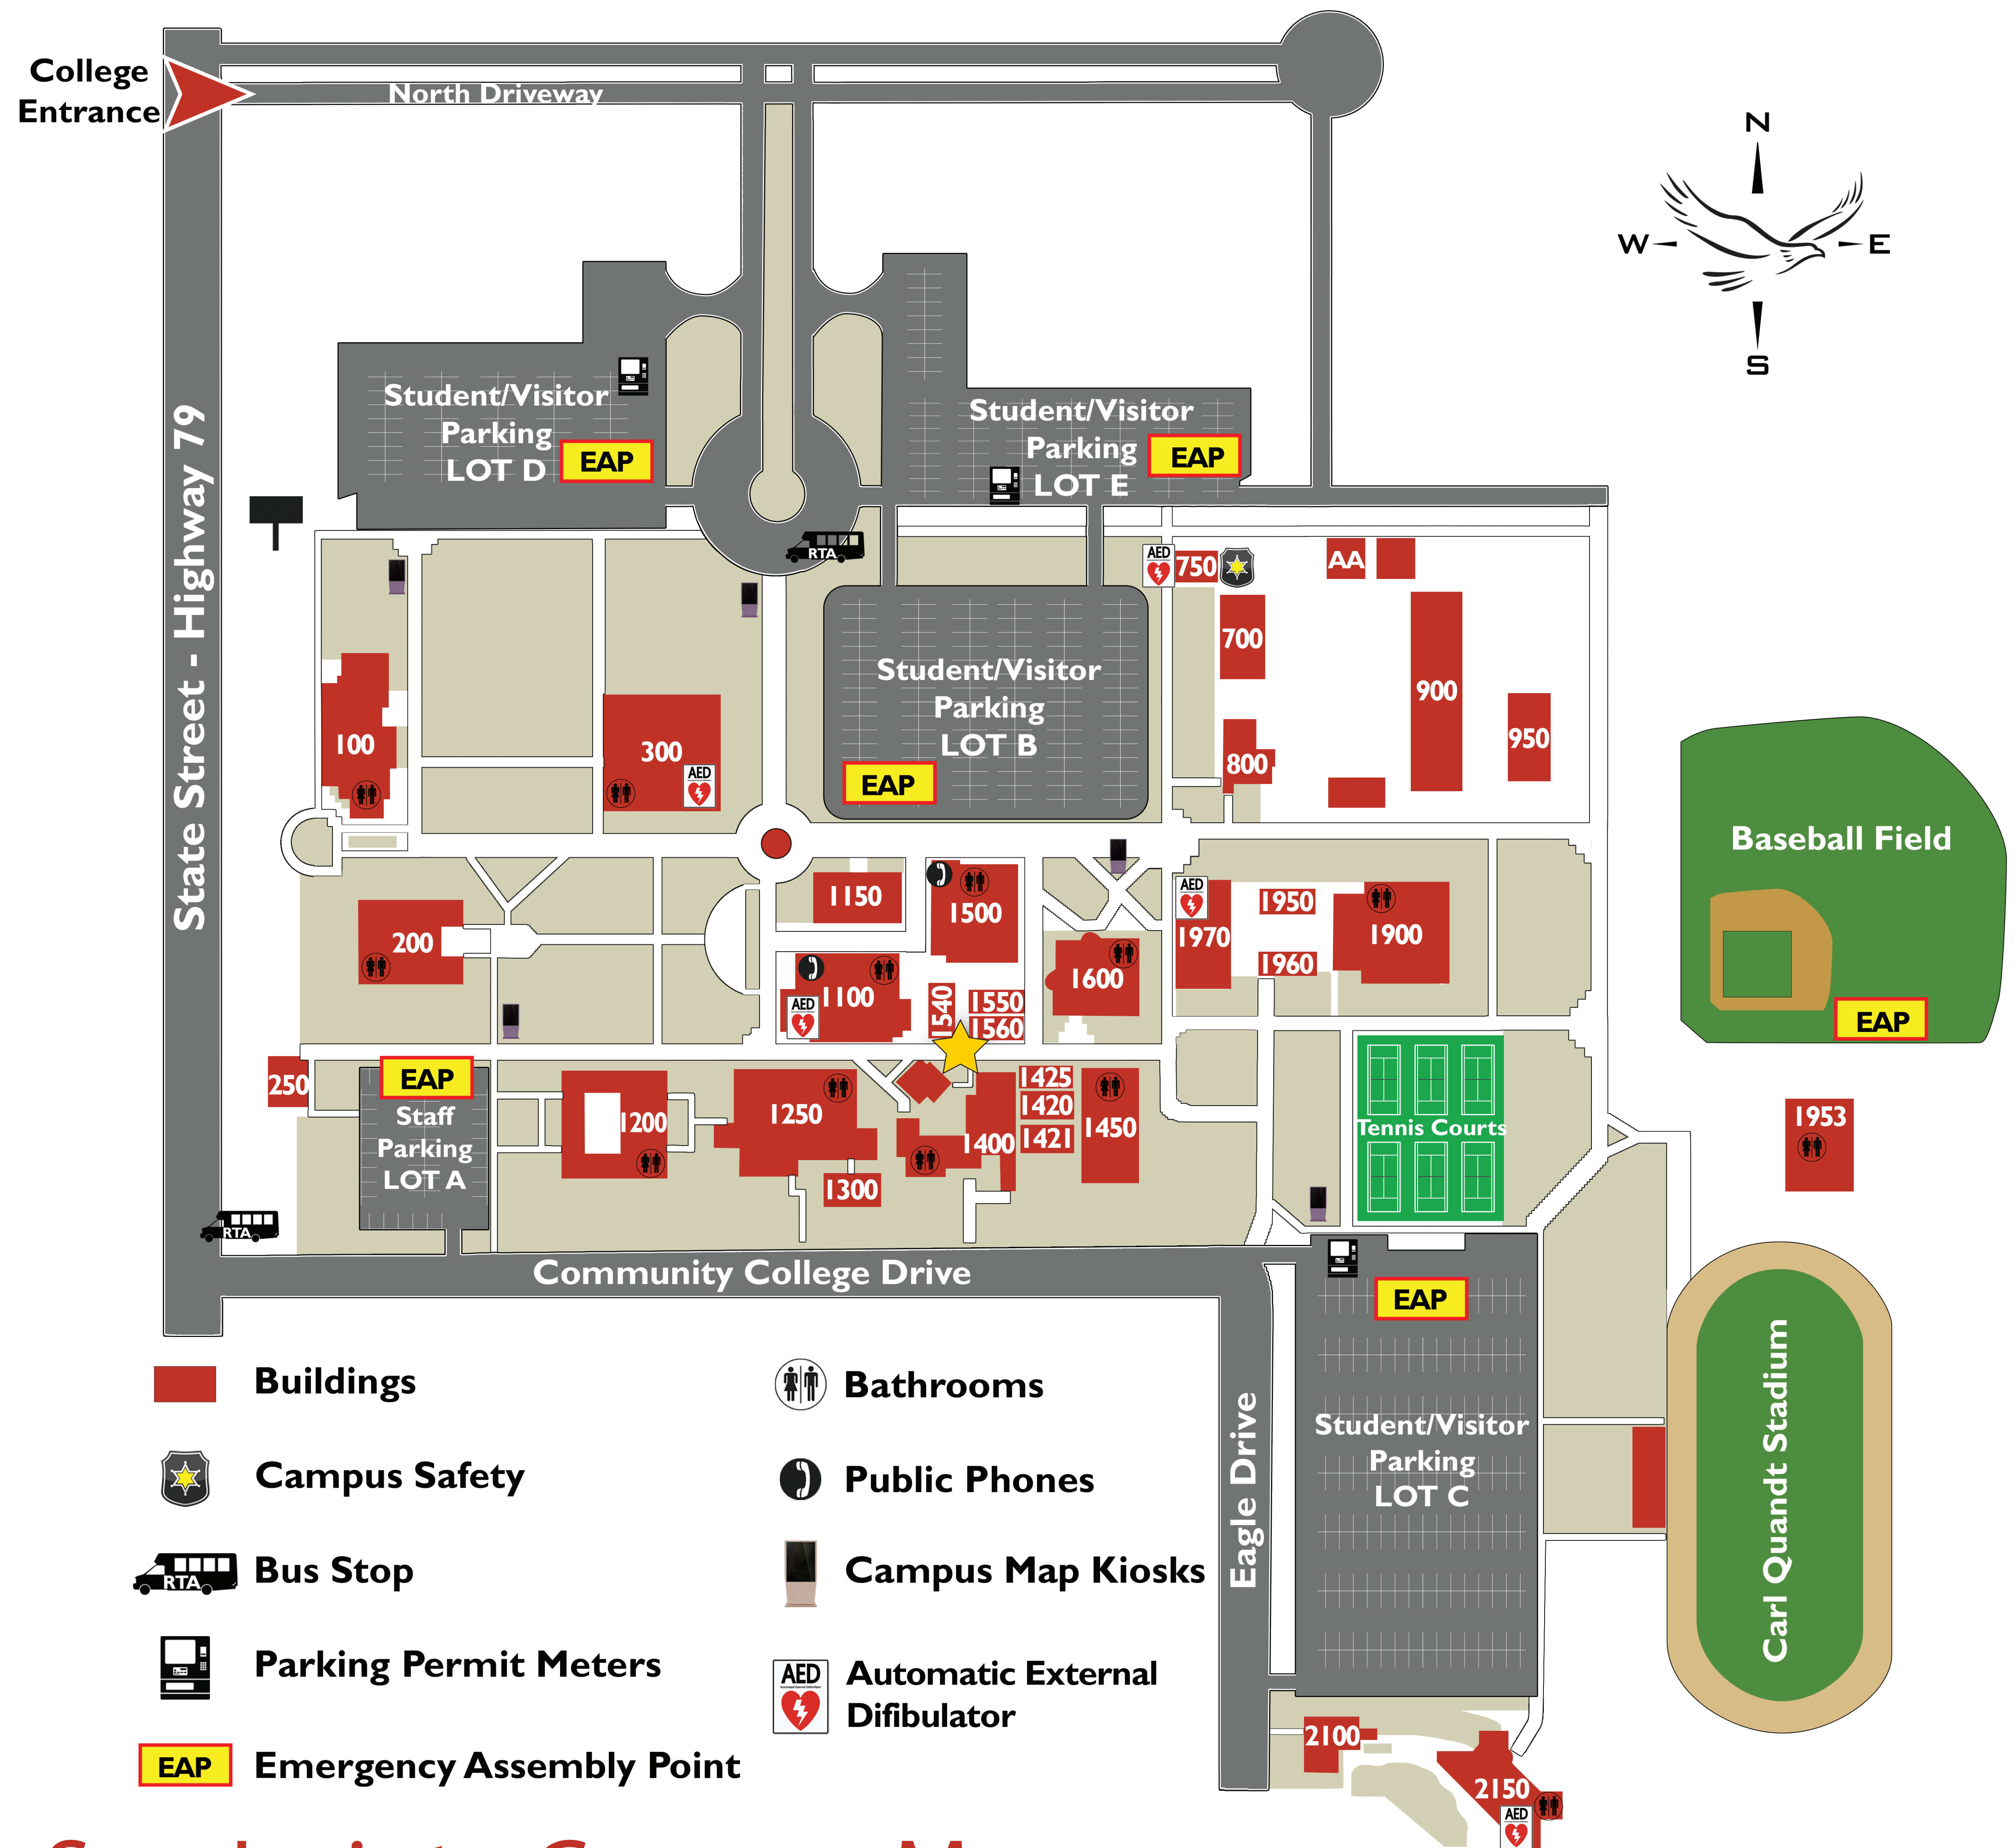 College
Entrance
North Driveway
N
W
E
S
State Street - Highway 79
Student/Visitor
Parking
LOT D
EAP
Student/Visitor
Parking
LOT E
EAP
RTA
AED
750
AA
700
900
950
800
100
300
AED
Student/Visitor
Parking
LOT B
EAP
Baseball Field
EAP
200
1150
1500
1100
AED
1540
1550
1560
1600
AED
1970
1950
1960
1900
250
EAP
Staff
Parking
LOT A
1200
1250
1300
1400
1425
1420
1421
1450
Tennis Courts
1953
RTA
Community College Drive
EAP
Student/Visitor
Parking
LOT C
Eagle Drive
Carl Quandt Stadium
2100
2150
AED
Buildings
Campus Safety
RTA
Bus Stop
Parking Permit Meters
EAP
Emergency Assembly Point
Bathrooms
Public Phones
Campus Map Kiosks
AED
Automatic External
Difibulator